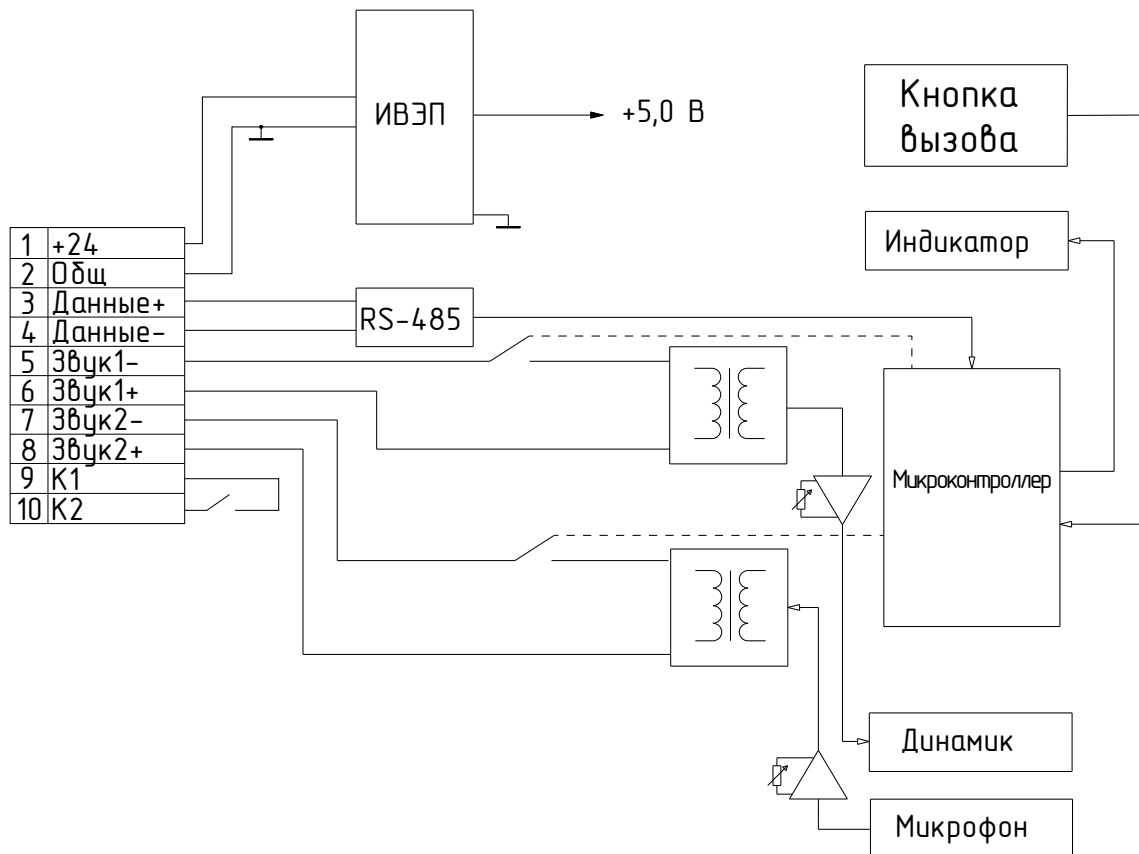 ИВЭП
+5,0 В
Кнопка
вызова
Индикатор
1 +24
2 Общ
3 Данные+
4 Данные-
5 Звук1-
6 Звук1+
7 Звук2-
8 Звук2+
9 К1
10 К2
RS-485
Микроконтроллер
Динамик
Микрофон